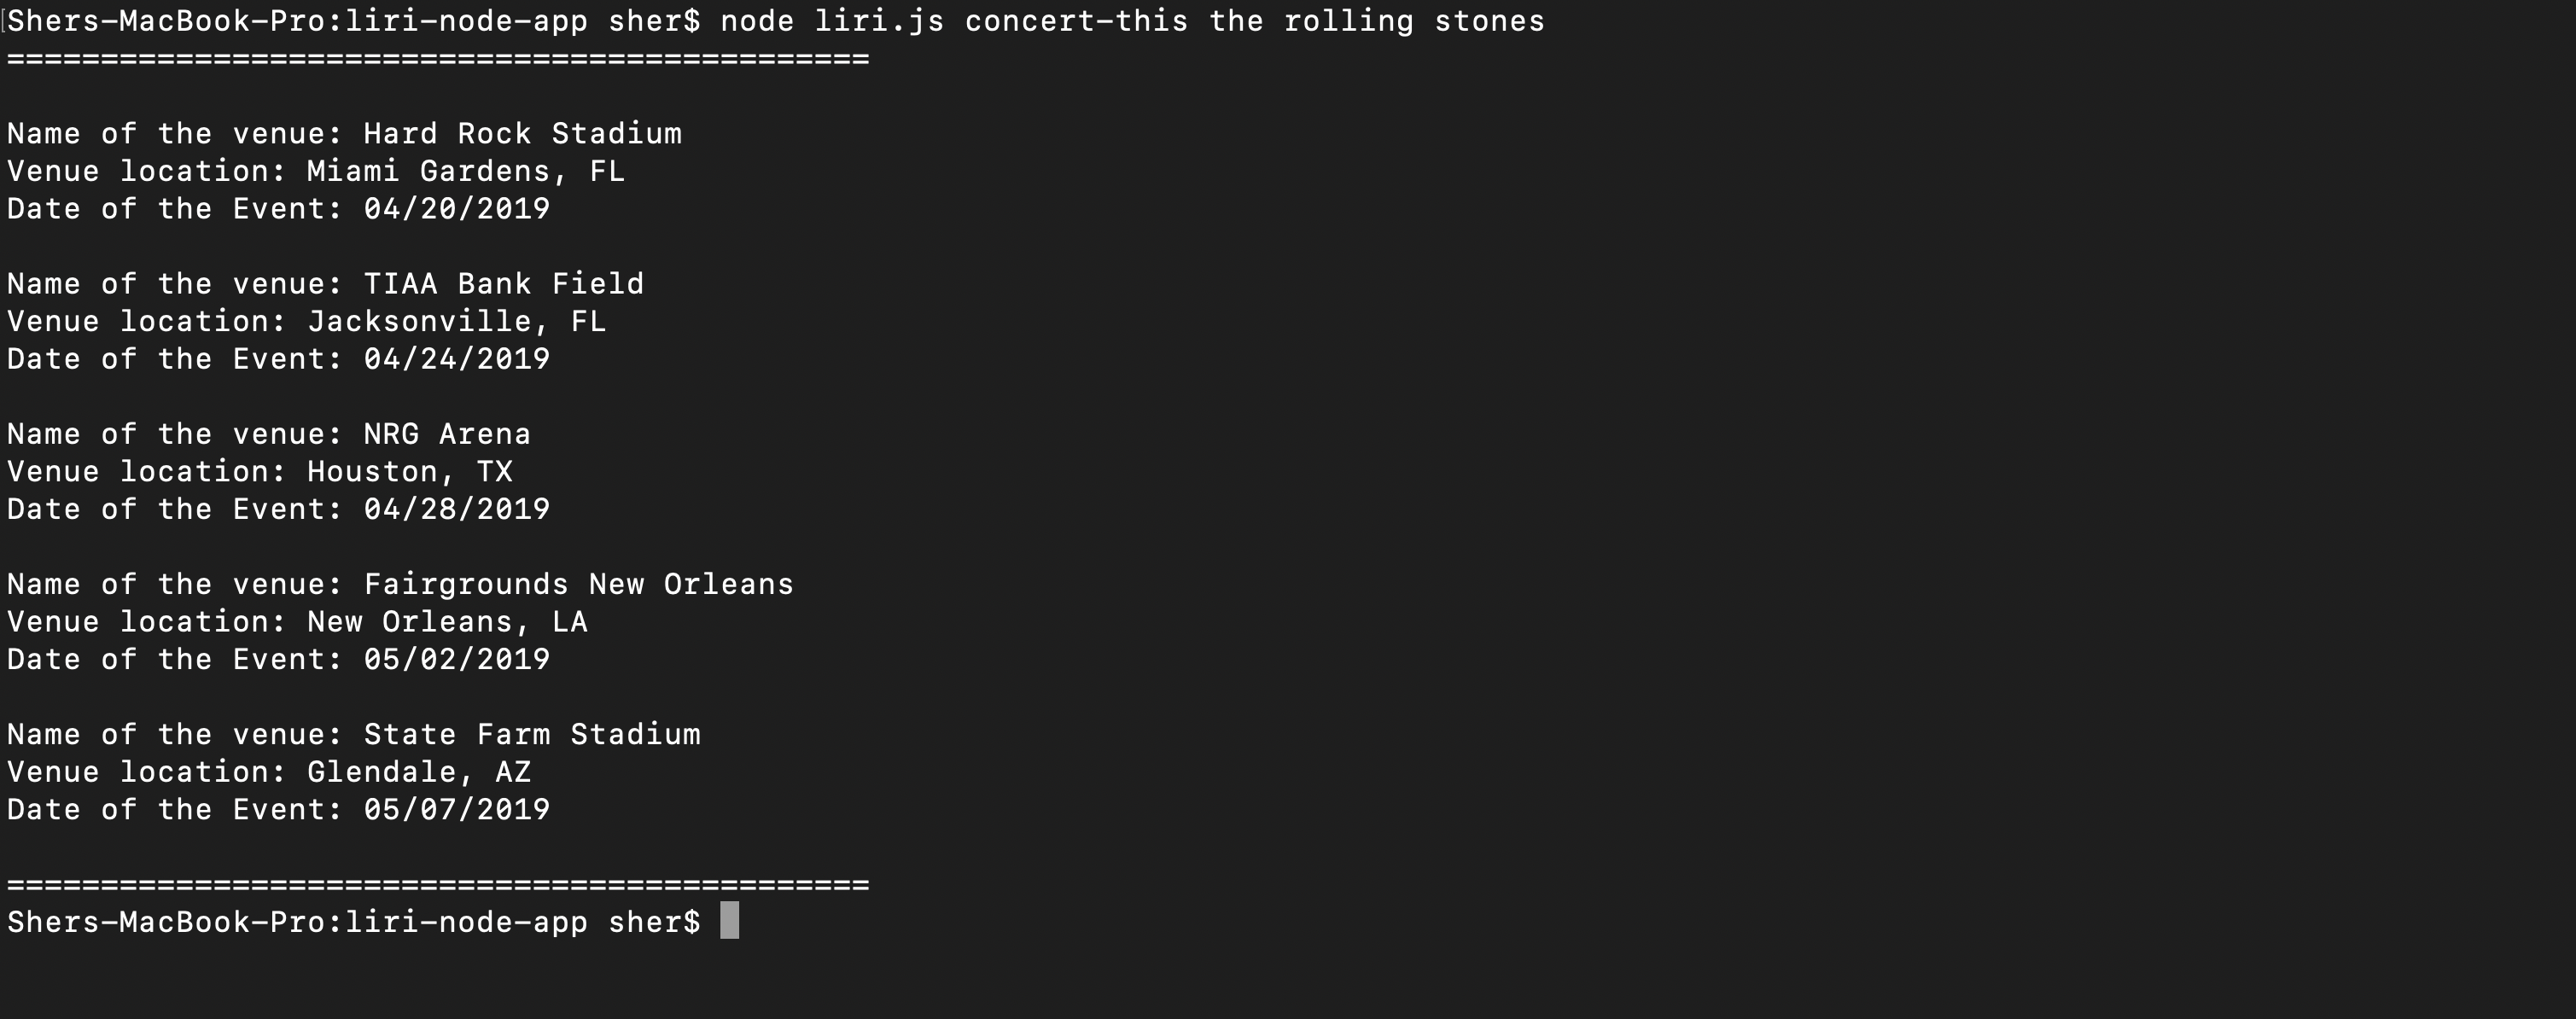 Shers-MacBook-Pro:liri-node-app sher$ node liri.js concert-this the rolling stones
==============================================
Name of the venue: Hard Rock Stadium
Venue location: Miami Gardens, FL
Date of the Event: 04/20/2019
Name of the venue: TIAA Bank Field
Venue location: Jacksonville, FL
Date of the Event: 04/24/2019
Name of the venue: NRG Arena
Venue location: Houston, TX
Date of the Event: 04/28/2019
Name of the venue: Fairgrounds New Orleans
Venue location: New Orleans, LA
Date of the Event: 05/02/2019
Name of the venue: State Farm Stadium
Venue location: Glendale, AZ
Date of the Event: 05/07/2019
==============================================
Shers-MacBook-Pro:liri-node-app sher$